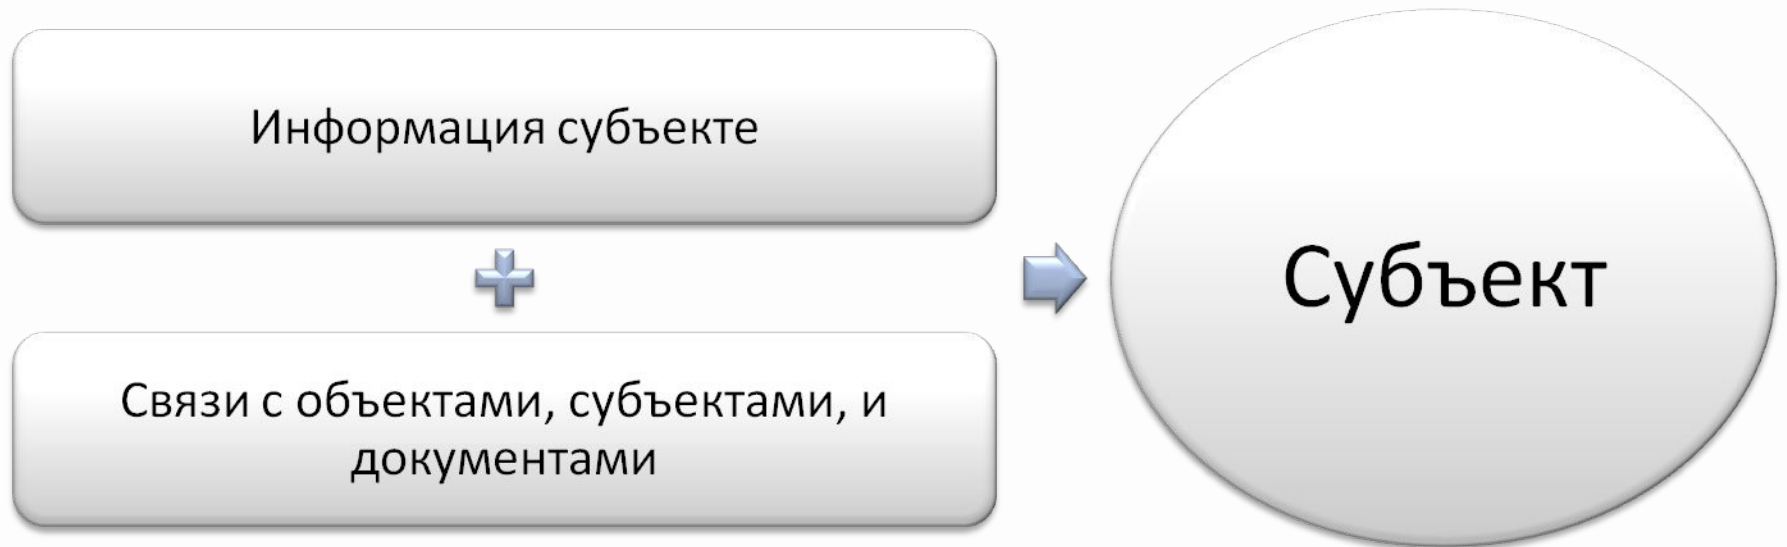 Информация субъекте
Связи с объектами, субъектами, и
документами
Субъект